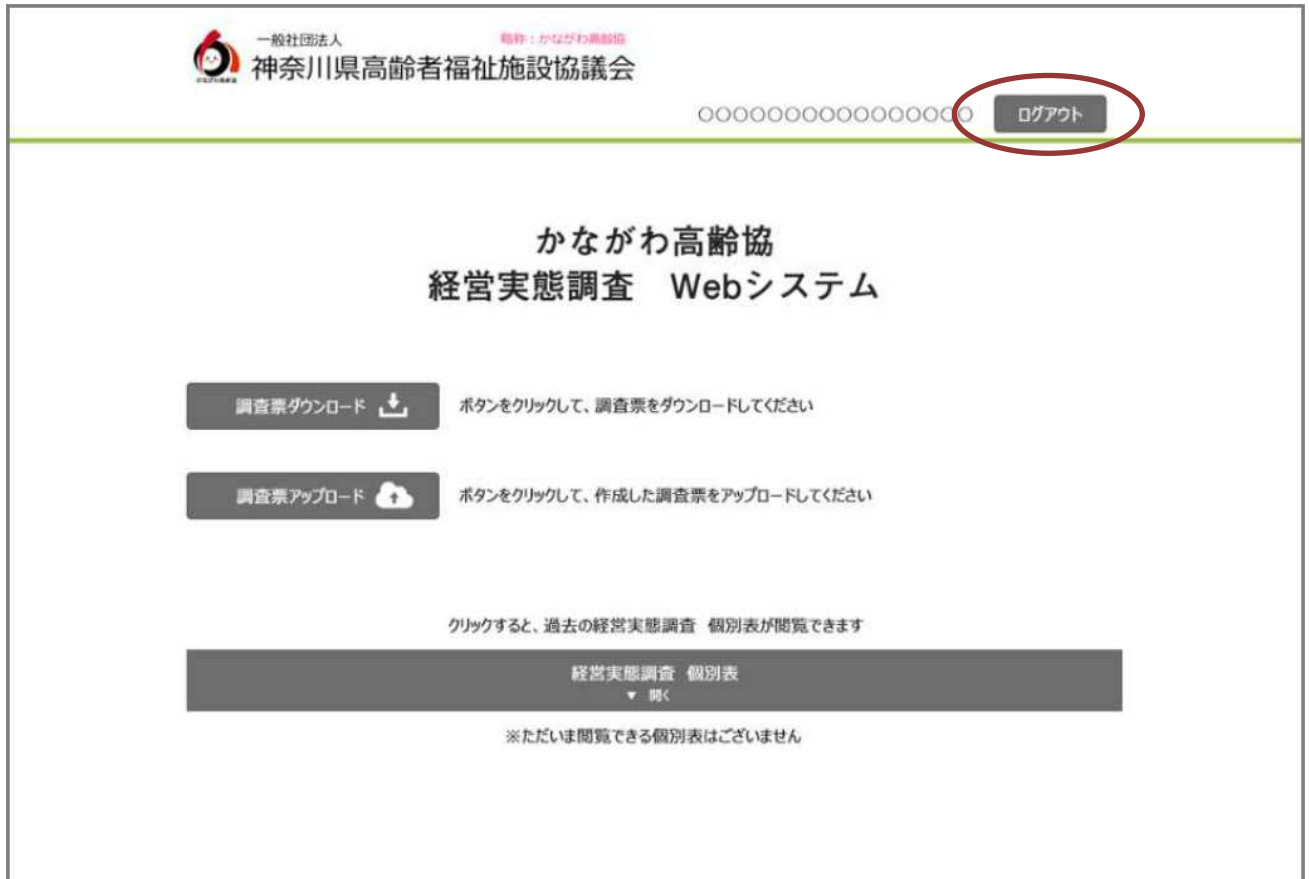 一般社団法人
略称：かながわ高齢協
神奈川県高齢者福祉施設協議会
かながわ高齢協
○○○○○○○○○○○○○○○○
ログアウト
かながわ高齢協
経営実態調査　Webシステム
調査票ダウンロード
ボタンをクリックして、調査票をダウンロードしてください
調査票アップロード
ボタンをクリックして、作成した調査票をアップロードしてください
クリックすると、過去の経営実態調査 個別表が閲覧できます
経営実態調査 個別表
▼ 開く
※ただいま閲覧できる個別表はございません